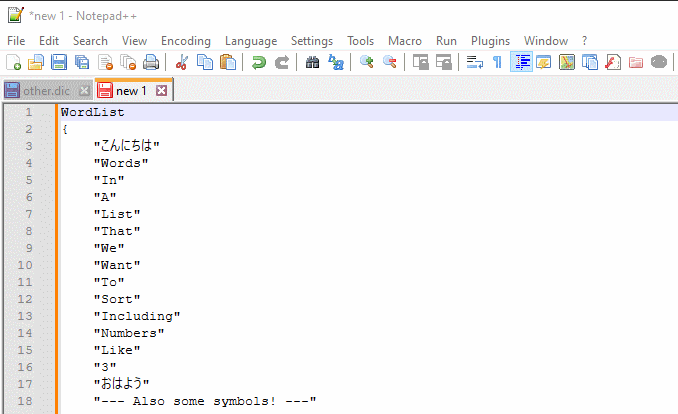 *new 1 - Notepad++
File Edit Search View Encoding Language Settings Tools Macro Run Plugins Window ?
other.dic new 1
1 WordList
2 {
3 "こんにちは"
4 "Words"
5 "In"
6 "A"
7 "List"
8 "That"
9 "We"
10 "Want"
11 "To"
12 "Sort"
13 "Including"
14 "Numbers"
15 "Like"
16 "3"
17 "おはよう"
18 "--- Also some symbols! ---"